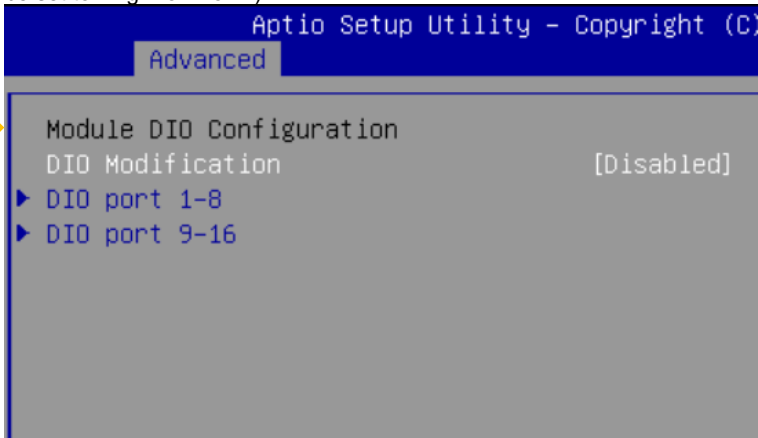 Aptio Setup Utility – Copyright (C)
Advanced
Module DIO Configuration
DIO Modification [Disabled]
DIO port 1–8
DIO port 9–16